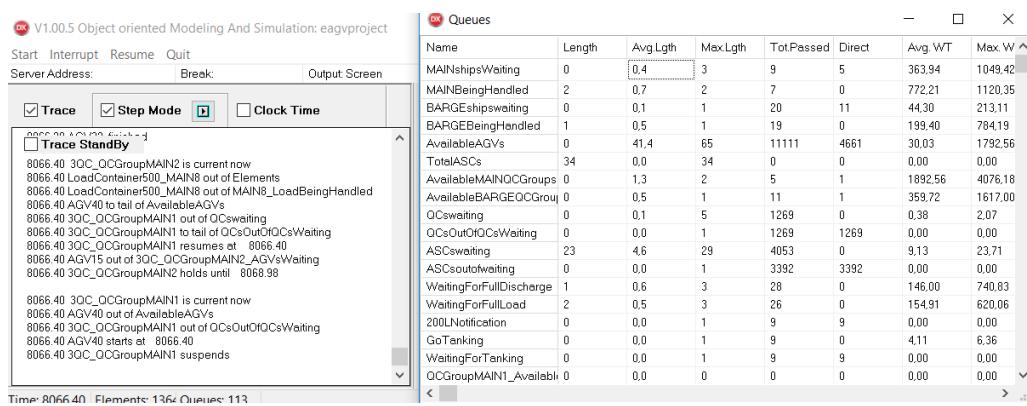 V1.00.5 Object oriented Modeling And Simulation: eagvproject
Start Interrupt Resume Quit
Server Address: Break: Output: Screen
Trace Step Mode Clock Time
Trace StandBy
8066.40 3QC_QCGroupMAIN2 is current now
8066.40 LoadContainer500_MAIN8 out of Elements
8066.40 LoadContainer500_MAIN8 out of MAIN8_LoadBeingHandled
8066.40 AGV40 to tail of AvailableAGVs
8066.40 3QC_QCGroupMAIN1 out of QCswaiting
8066.40 3QC_QCGroupMAIN1 to tail of QCsOutOfQCsWaiting
8066.40 3QC_QCGroupMAIN1 resumes at 8066.40
8066.40 AGV15 out of 3QC_QCGroupMAIN2_AGVsWaiting
8066.40 3QC_QCGroupMAIN2 holds until 8068.98
8066.40 3QC_QCGroupMAIN1 is current now
8066.40 AGV40 out of AvailableAGVs
8066.40 3QC_QCGroupMAIN1 out of QCsOutOfQCsWaiting
8066.40 AGV40 starts at 8066.40
8066.40 3QC_QCGroupMAIN1 suspends
Time: 8066.40 Elements: 1364 Queues: 113
Queues
Name Length Avg.Lgth Max.Lgth Tot.Passed Direct Avg. WT Max. W
MAINshipsWaiting 0 0,4 3 9 5 363,94 1049,42
MAINBeingHandled 2 0,7 2 7 0 772,21 1120,35
BARGEshipswaiting 0 0,1 1 20 11 44,30 213,11
BARGEBeingHandled 1 0,5 1 19 0 199,40 784,19
AvailableAGVs 0 41,4 65 11111 4661 30,03 1792,56
TotalASCs 34 0,0 34 0 0 0,00 0,00
AvailableMAINQCGroups 0 1,3 2 5 1 1892,56 4076,18
AvailableBARGEQCGrou 0 0,5 1 11 1 359,72 1617,00
QCswaiting 0 0,1 5 1269 0 0,38 2,07
QCsOutOfQCsWaiting 0 0,0 1 1269 1269 0,00 0,00
ASCswaiting 23 4,6 29 4053 0 9,13 23,71
ASCsoutofwaiting 0 0,0 1 3392 3392 0,00 0,00
WaitingForFullDischarge 1 0,6 3 28 0 146,00 740,83
WaitingForFullLoad 2 0,5 3 26 0 154,91 620,06
200LNotification 0 0,0 1 9 9 0,00 0,00
GoTanking 0 0,0 1 9 0 4,11 6,36
WaitingForTanking 0 0,0 1 9 9 0,00 0,00
QCGroupMAIN1_Availabl 0 0,0 0 0 0 0,00 0,00